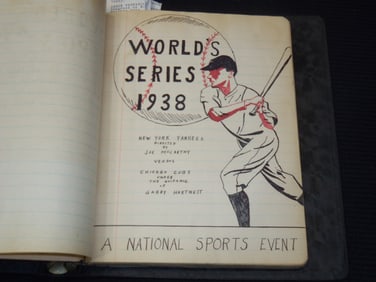 WORLDS
SERIES
1938
NEW YORK YANKEES
DIRECTED
BY
JOE MCCARTHY
VERSUS
CHICAGO CUBS
UNDER
THE GUIDANCE
OF
GABBY HARTNETT
A NATIONAL SPORTS EVENT